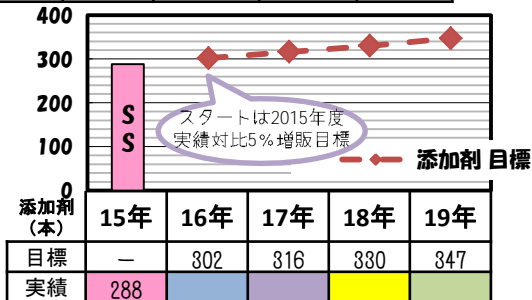 400
300
200
100
0
SS
スタートは2015年度
実績対比5%増販目標
添加剤 目標
添加剤
(本)
15年 16年 17年 18年 19年
目標 － 302 316 330 347
実績 288